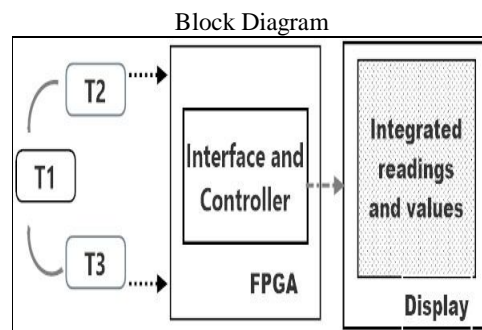 Block Diagram
T2
T1
T3
Interface and
Controller
FPGA
Integrated
readings
and values
Display